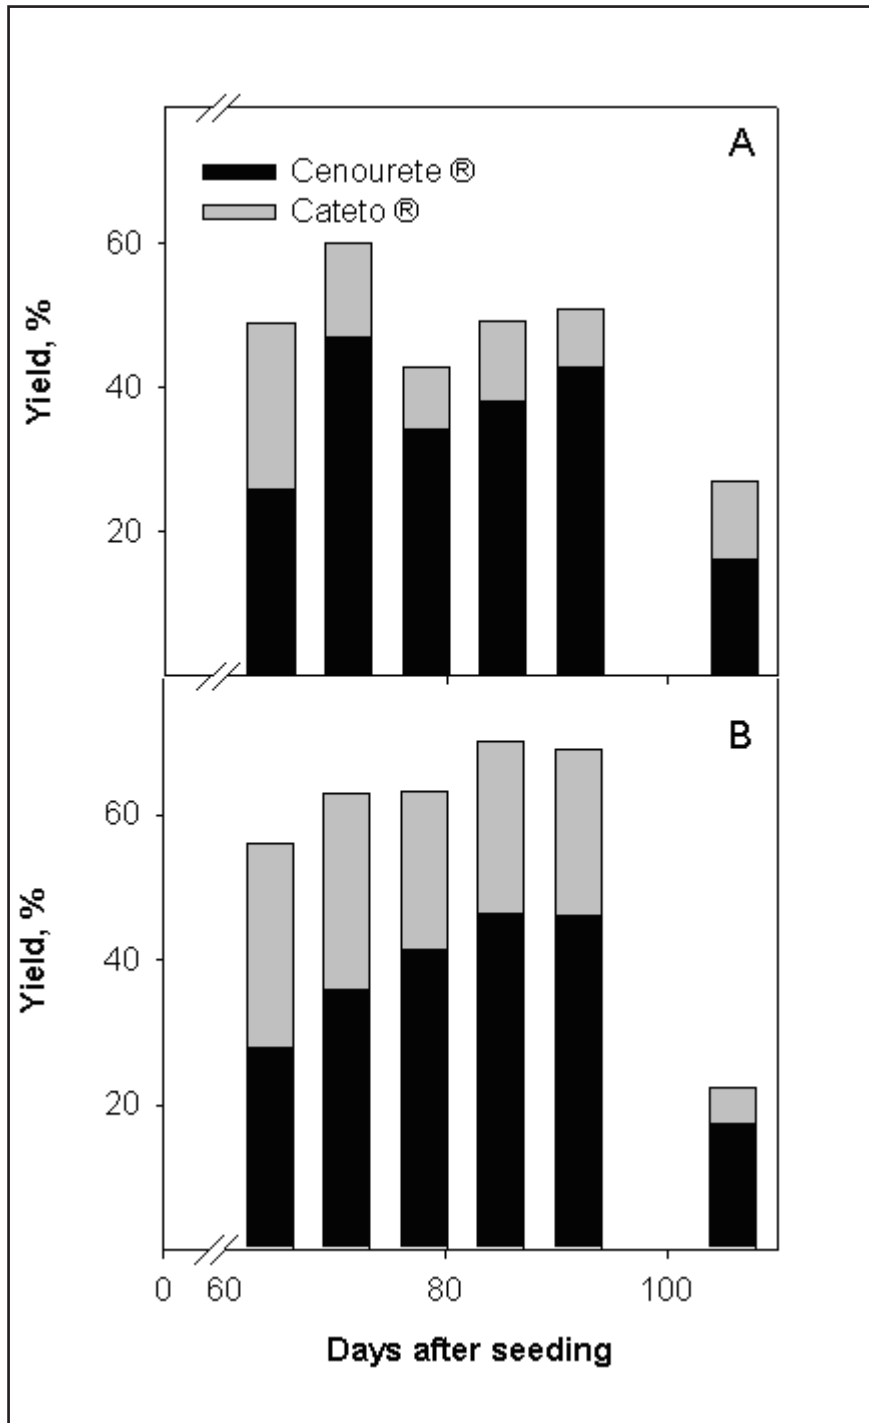 A
Cenourete ®
Cateto ®
60
40
20
Yield, %
B
60
40
20
Yield, %
0 60 80 100
Days after seeding